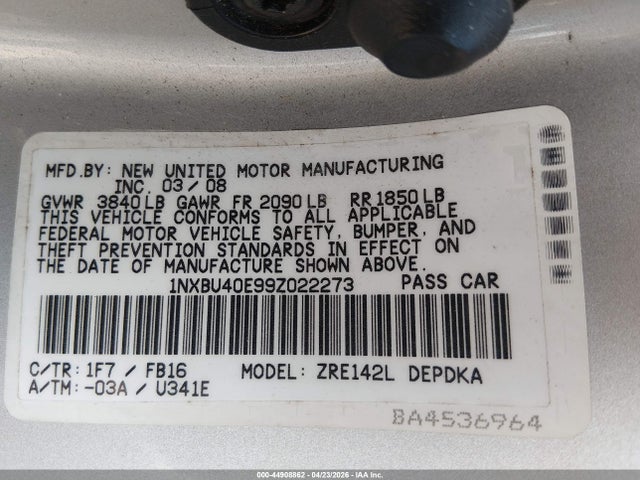 MFD.BY: NEW UNITED MOTOR MANUFACTURING
INC. 03/08
GVWR 3840LB GAWR FR 2090LB RR1850LB
THIS VEHICLE CONFORMS TO ALL APPLICABLE
FEDERAL MOTOR VEHICLE SAFETY, BUMPER, AND
THEFT PREVENTION STANDARDS IN EFFECT ON
THE DATE OF MANUFACTURE SHOWN ABOVE.
1NXBU40E99Z022273 PASS CAR
C/TR: 1F7 / FB16 MODEL: ZRE142L DEPDKA
A/TM: -03A / U341E
BA4536964
000-44908862 - 04/23/2026 - Copyright IAA, Inc.